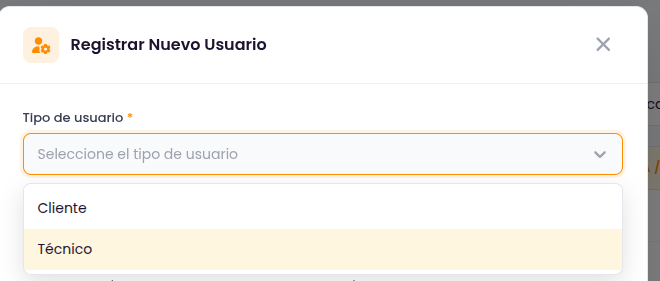 Registrar Nuevo Usuario
Tipo de usuario *
Seleccione el tipo de usuario
Cliente
Técnico